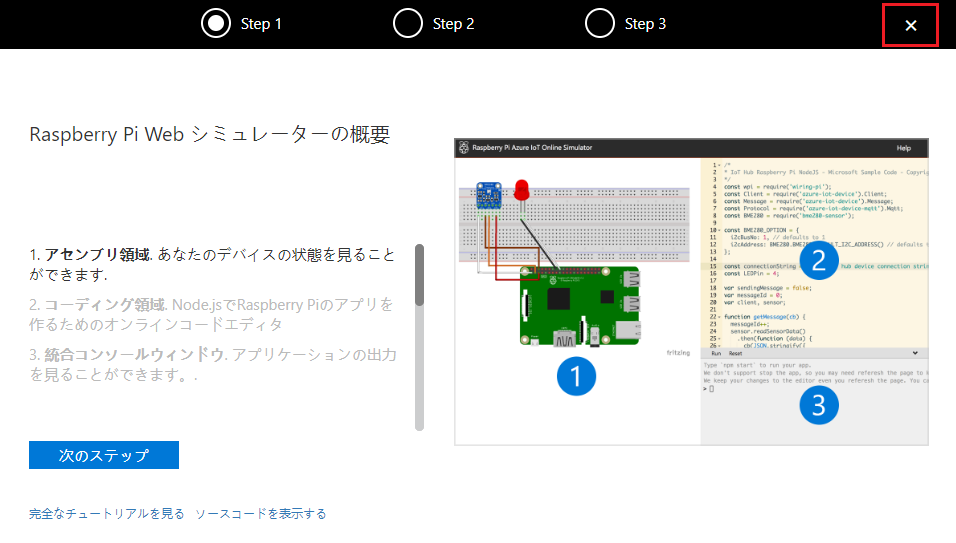 Step 1
Step 2
Step 3
×
Raspberry Pi Web シミュレーターの概要
1. アセンブリ領域. あなたのデバイスの状態を見ること
ができます.
2. コーディング領域. Node.jsでRaspberry Piのアプリを
作るためのオンラインコードエディタ
3. 統合コンソールウィンドウ. アプリケーションの出力
を見ることができます。.
次のステップ
完全なチュートリアルを見る ソースコードを表示する
Raspberry Pi Azure IoT Online Simulator
Help
fritzing
1
1 /*
2 * IoT Hub Raspberry Pi NodeJS - Microsoft Sample Code - Copyrig
3 */
4 const wpi = require('wiring-pi');
5 const Client = require('azure-iot-device').Client;
6 const Message = require('azure-iot-device').Message;
7 const Protocol = require('azure-iot-device-mqtt').Mqtt;
8 const BME280 = require('bme280-sensor');
9
10 const BME280_OPTION = {
11 i2cBusNo: 1, // defaults to 1
12 i2cAddress: BME280.BME280 LT_I2C_ADDRESS() // defaults
13 };
14
15 const connectionString = hub device connection strin
16 const LEDPin = 4;
17
18 var sendingMessage = false;
19 var messageId = 0;
20 var client, sensor;
21
22 function getMessage(cb) {
23 messageId++;
24 sensor.readSensorData()
25 .then(function (data) {
26 cb(JSON.stringify({
2
Run Reset
Type 'npm start' to run your app.
We don't support stop the app, so you may need referesh the page to
We keep your changes to the editor even you referesh the page. You ca
>
3